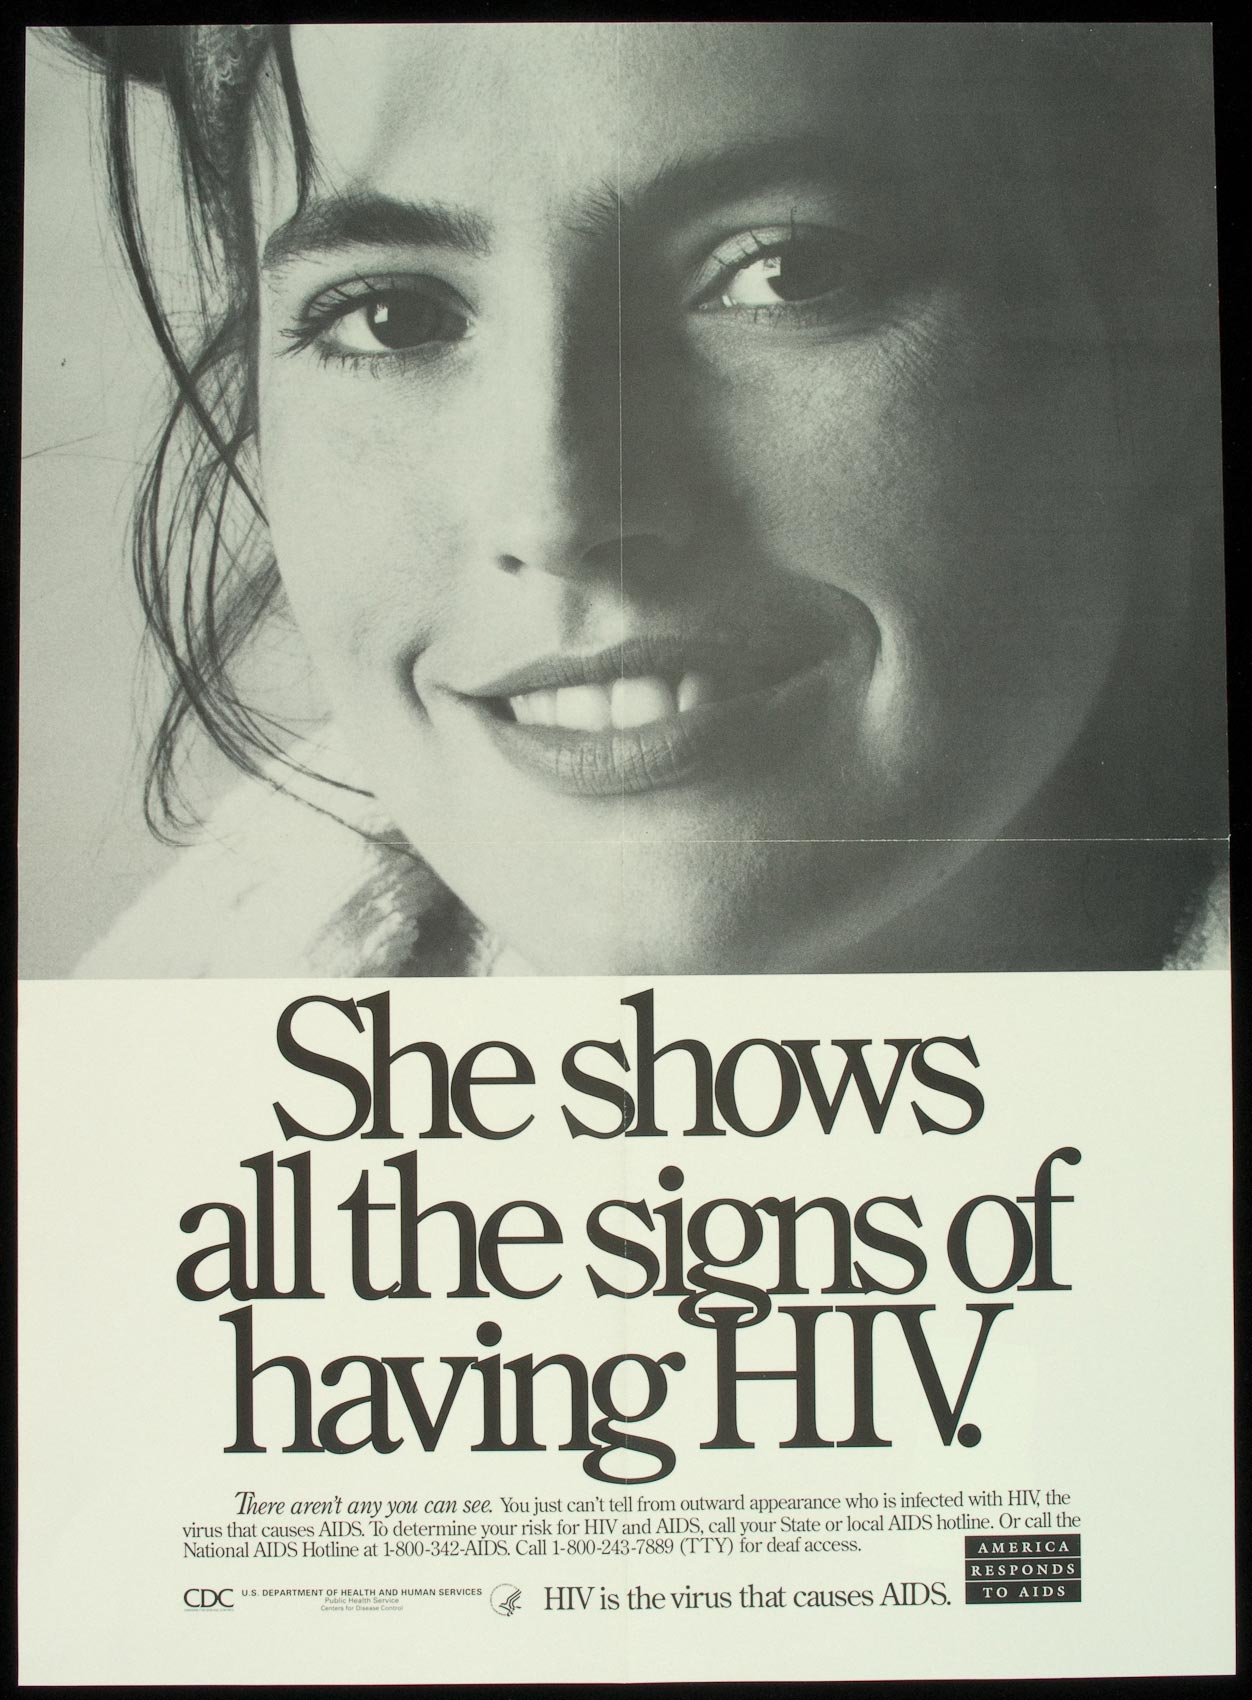 She shows
all the signs of
having HIV.
There aren't any you can see. You just can't tell from outward appearance who is infected with HIV, the
virus that causes AIDS. To determine your risk for HIV and AIDS, call your State or local AIDS hotline. Or call the
National AIDS Hotline at 1-800-342-AIDS. Call 1-800-243-7889 (TTY) for deaf access.
AMERICA
RESPONDS
TO AIDS
CDC
U.S. DEPARTMENT OF HEALTH AND HUMAN SERVICES
Public Health Service
Centers for Disease Control
HIV is the virus that causes AIDS.